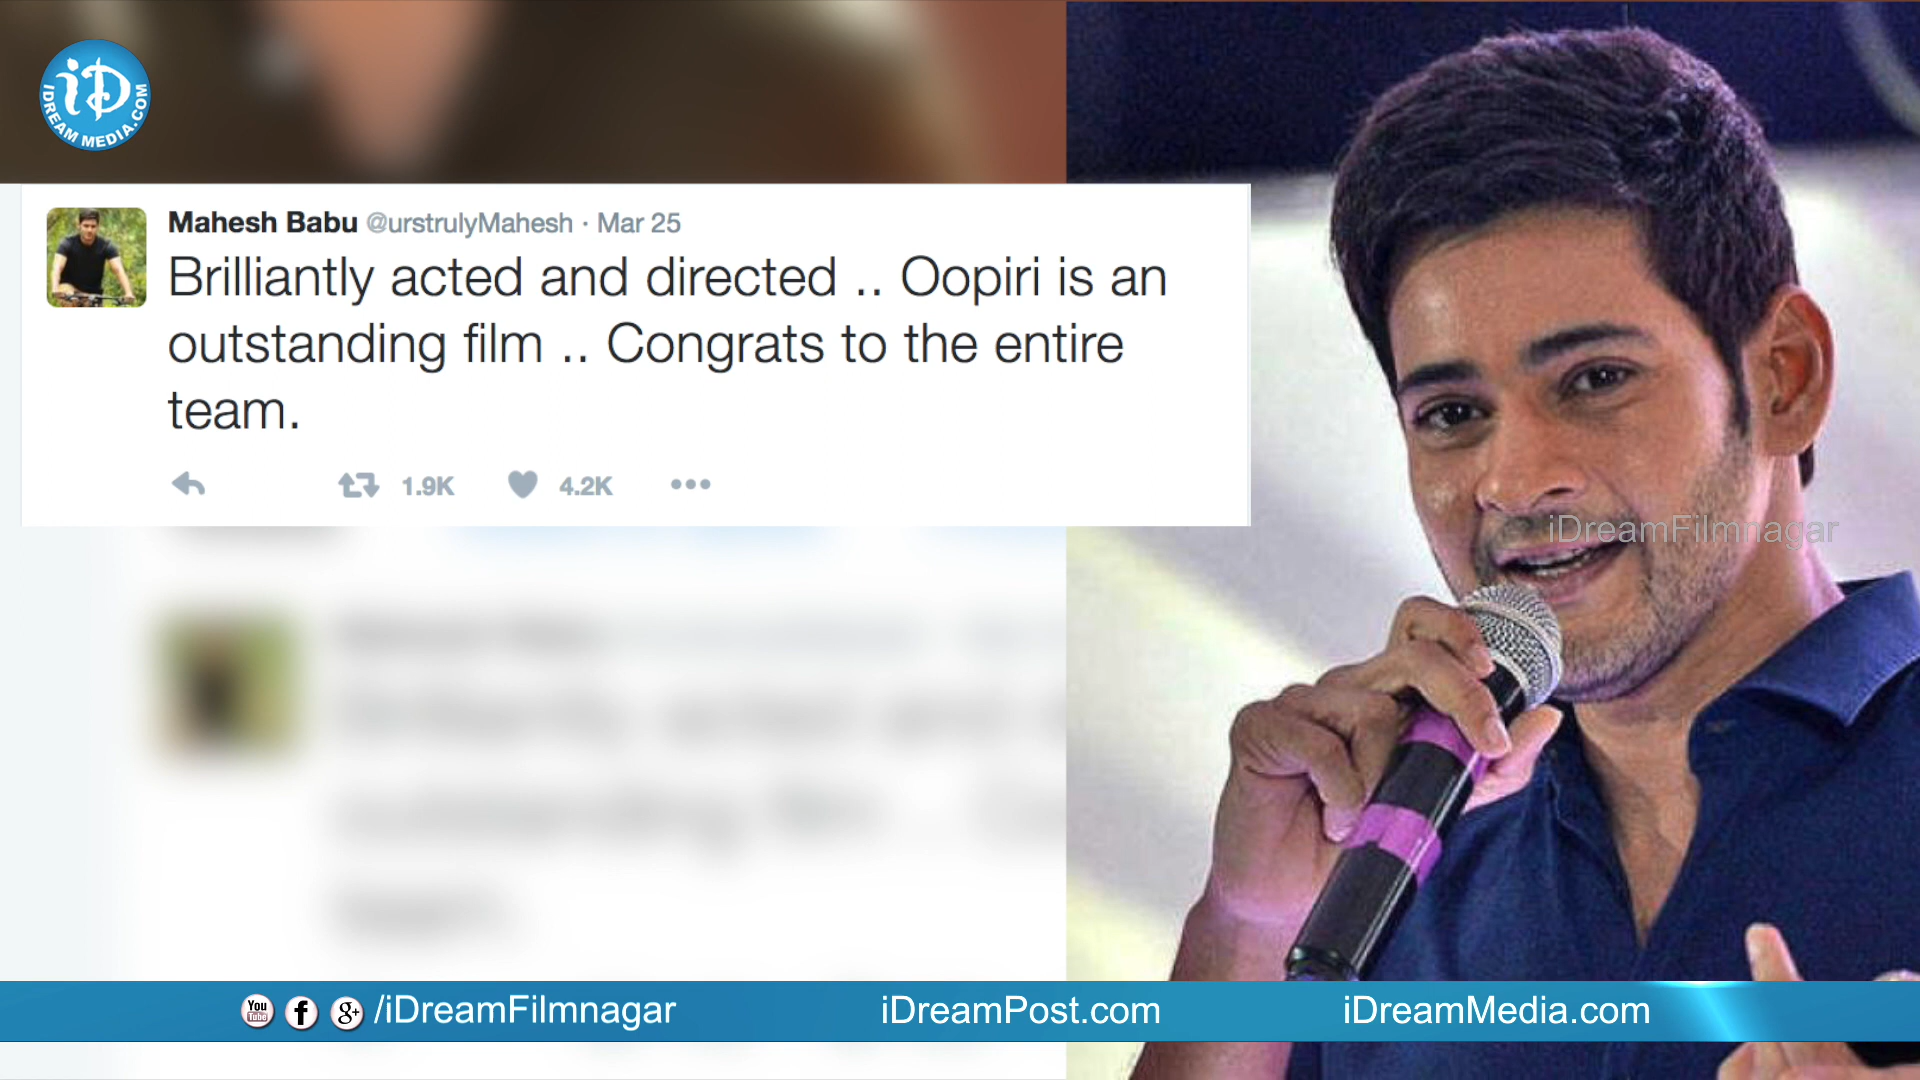 iD
IDREAM MEDIA.COM
Mahesh Babu @urstrulyMahesh · Mar 25
Brilliantly acted and directed .. Oopiri is an
outstanding film .. Congrats to the entire
team.
1.9K 4.2K
iDreamFilmnagar
You Tube f g+ /iDreamFilmnagar iDreamPost.com iDreamMedia.com